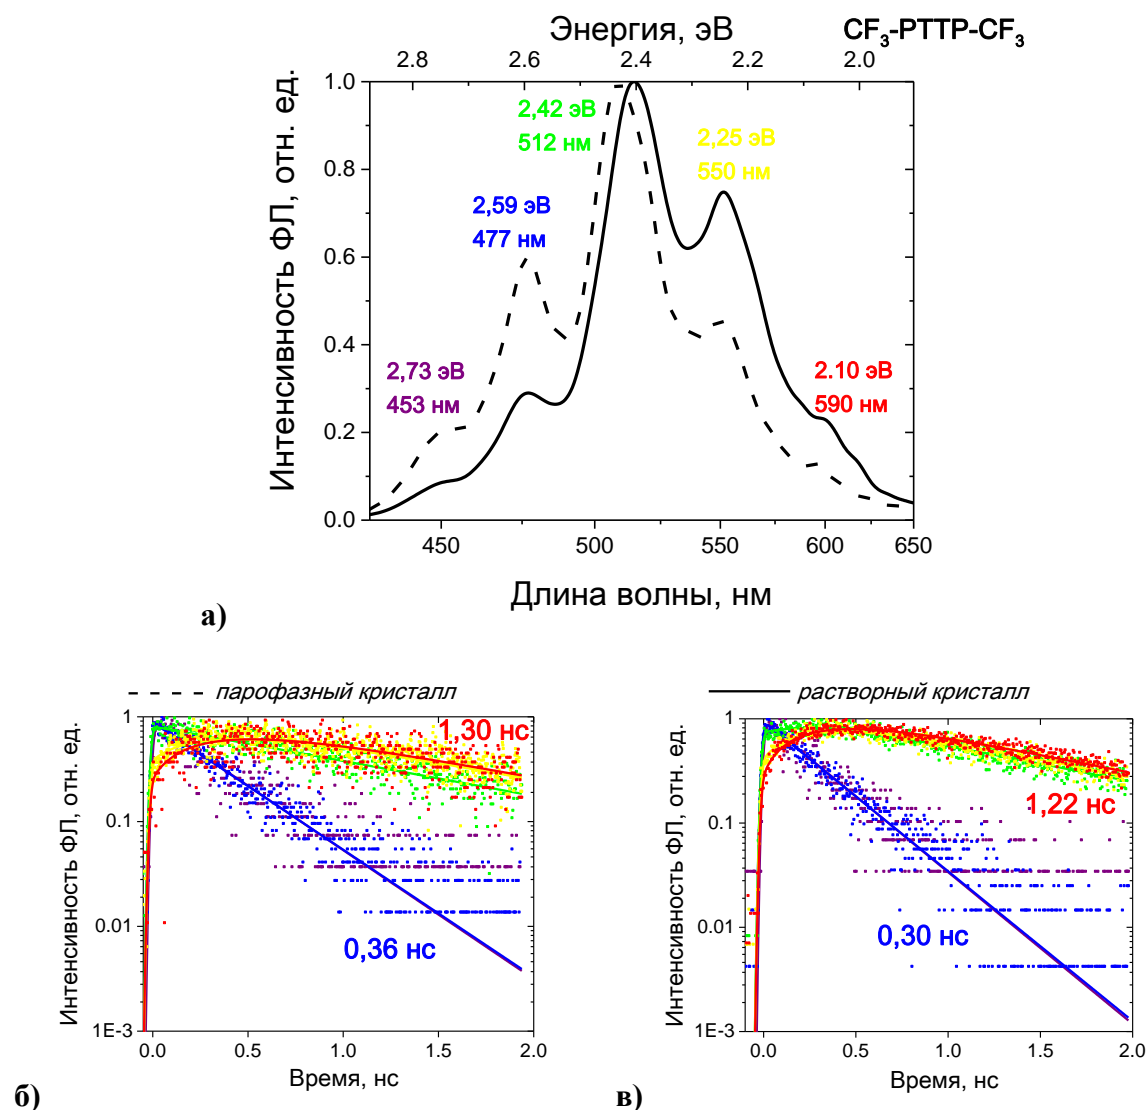 Энергия, эВ
CF₃-PTTP-CF₃
2.8 2.6 2.4 2.2 2.0
Интенсивность ФЛ, отн. ед.
1.0
0.8
0.6
0.4
0.2
0.0
2,42 эВ
512 нм
2,25 эВ
550 нм
2,59 эВ
477 нм
2,73 эВ
453 нм
2.10 эВ
590 нм
450 500 550 600 650
Длина волны, нм
а)
парофазный кристалл
Интенсивность ФЛ, отн. ед.
1
0.1
0.01
1E-3
1,30 нс
0,36 нс
0.0 0.5 1.0 1.5 2.0
Время, нс
б)
растворный кристалл
Интенсивность ФЛ, отн. ед.
1
0.1
0.01
1E-3
1,22 нс
0,30 нс
0.0 0.5 1.0 1.5 2.0
Время, нс
в)